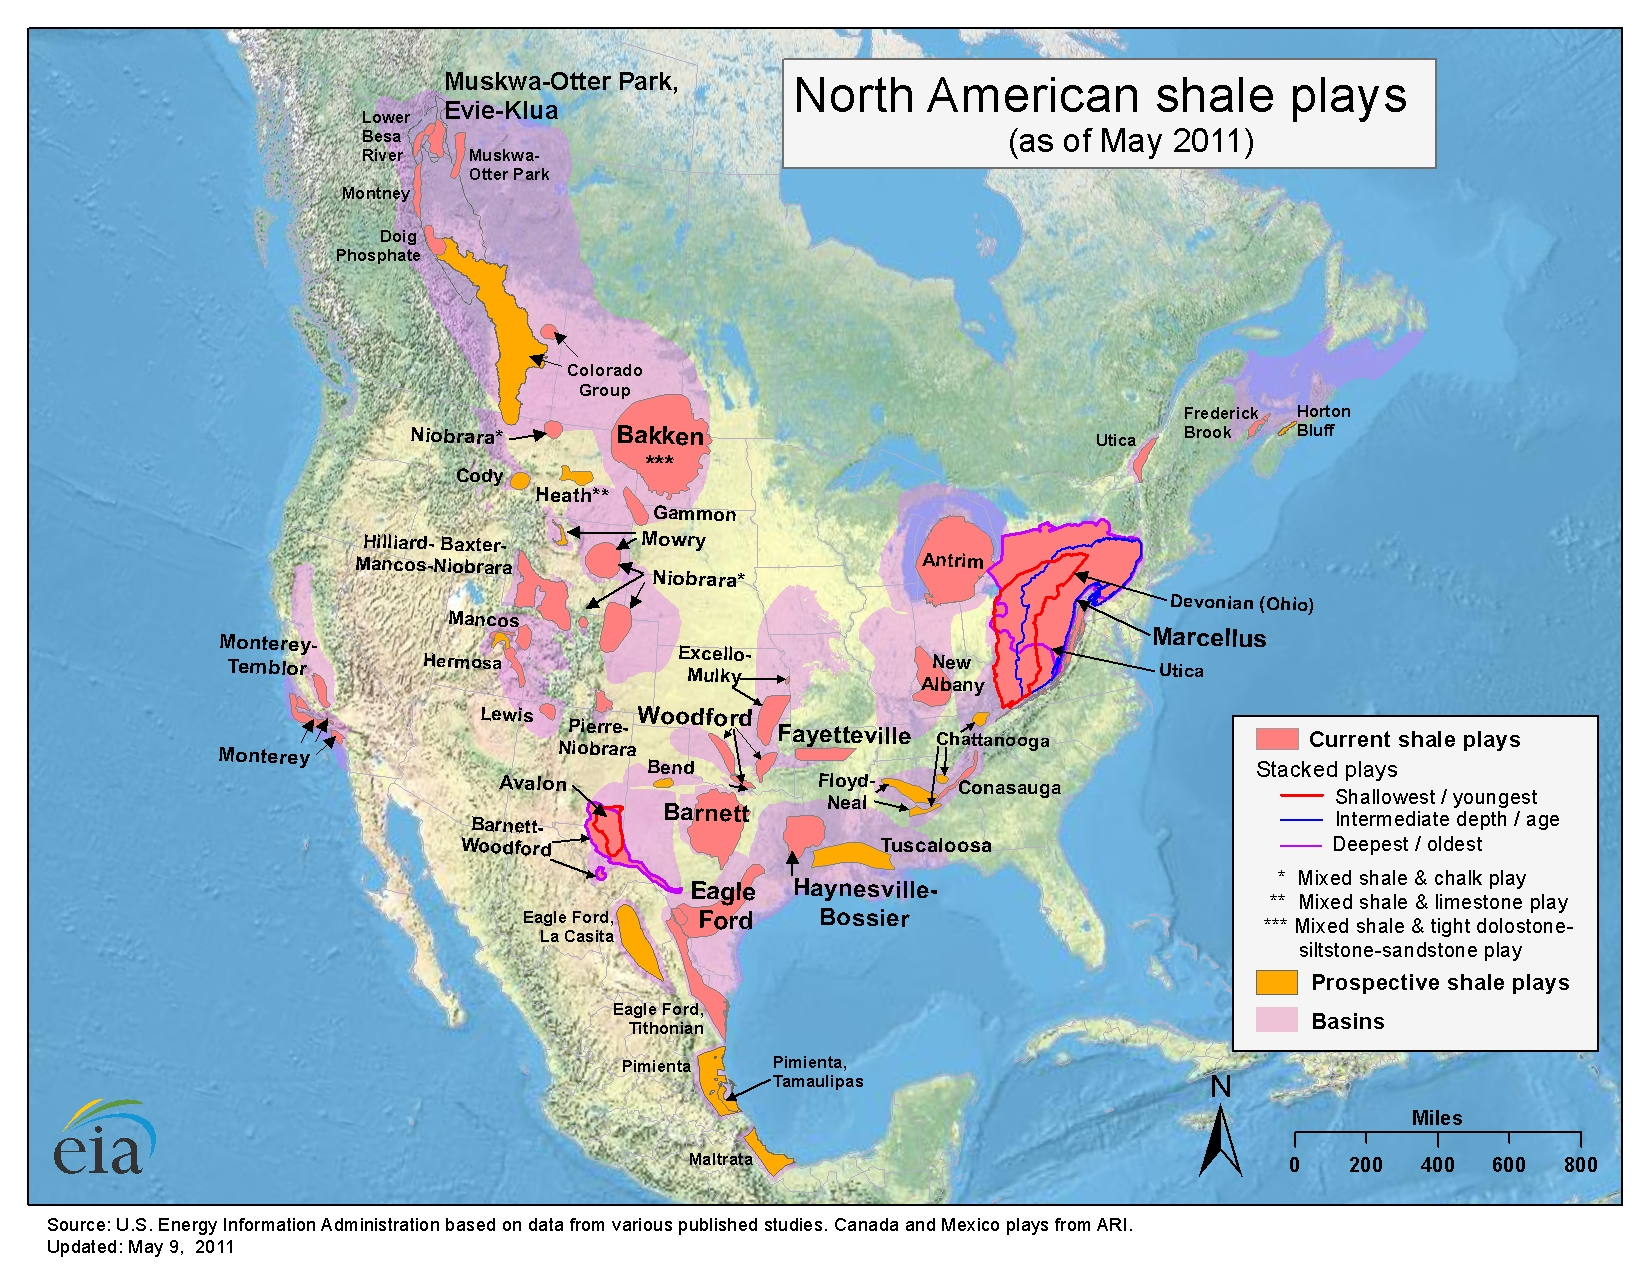 North American shale plays
(as of May 2011)
Muskwa-Otter Park,
Evie-Klua
Lower
Besa
River
Muskwa-
Otter Park
Montney
Doig
Phosphate
Colorado
Group
Niobrara*
Bakken
***
Cody
Heath**
Gammon
Mowry
Hilliard- Baxter-
Mancos-Niobrara
Niobrara*
Mancos
Hermosa
Monterey-
Temblor
Monterey
Lewis
Pierre-
Niobrara
Excello-
Mulky
Woodford
Fayetteville
Bend
Avalon
Barnett
Barnett-
Woodford
Antrim
New
Albany
Chattanooga
Floyd-
Neal
Conasauga
Tuscaloosa
Haynesville-
Bossier
Eagle
Ford
Eagle Ford,
La Casita
Eagle Ford,
Tithonian
Pimienta
Pimienta,
Tamaulipas
Maltrata
Utica
Frederick
Brook
Horton
Bluff
Devonian (Ohio)
Marcellus
Utica
Current shale plays
Stacked plays
Shallowest / youngest
Intermediate depth / age
Deepest / oldest
* Mixed shale & chalk play
** Mixed shale & limestone play
*** Mixed shale & tight dolostone-
siltstone-sandstone play
Prospective shale plays
Basins
N
Miles
0 200 400 600 800
eia
Source: U.S. Energy Information Administration based on data from various published studies. Canada and Mexico plays from ARI.
Updated: May 9, 2011